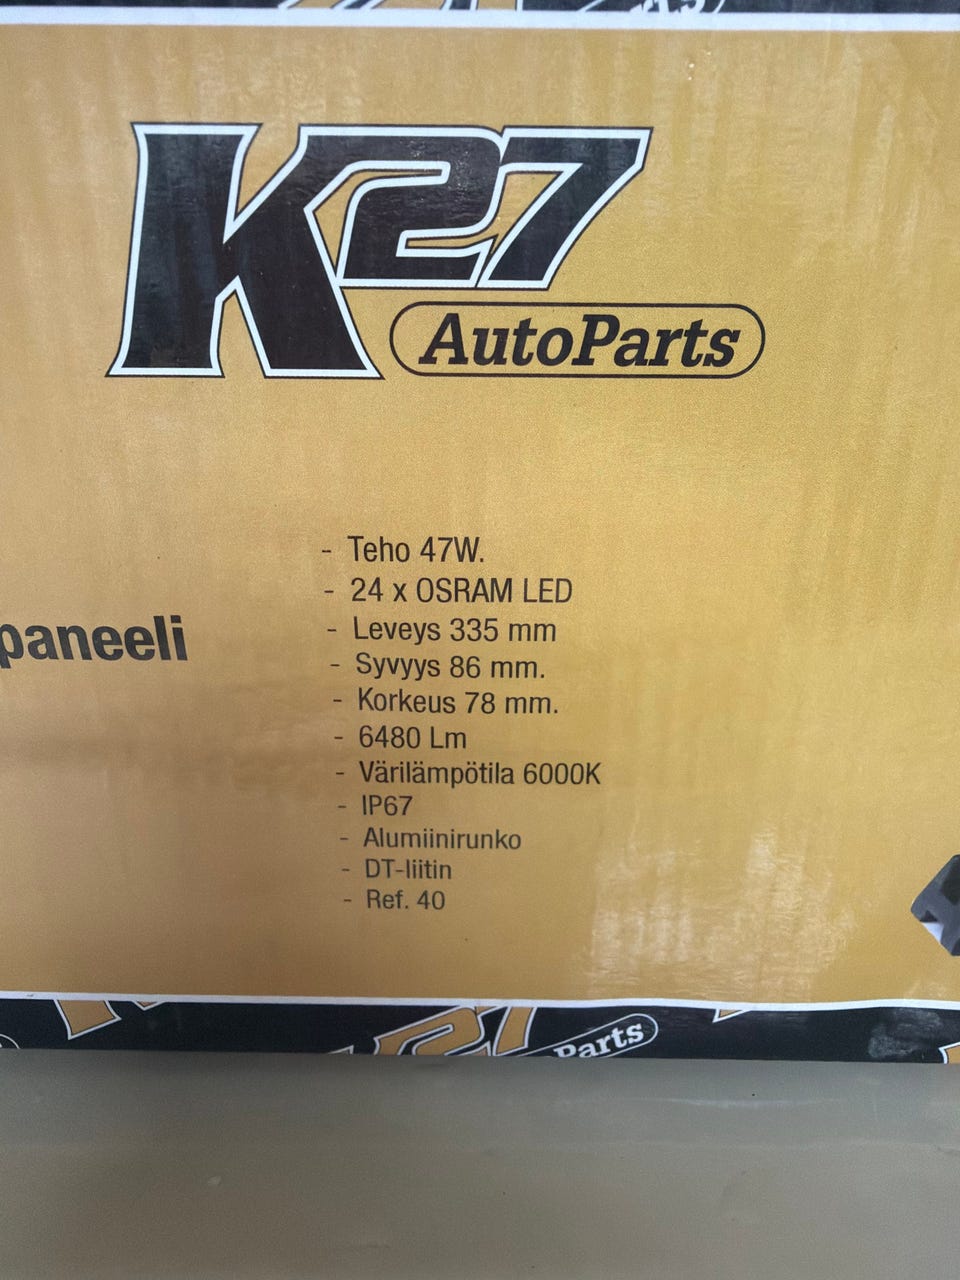 K27
AutoParts
paneeli
- Teho 47W.
- 24 x OSRAM LED
- Leveys 335 mm
- Syvyys 86 mm.
- Korkeus 78 mm.
- 6480 Lm
- Värilämpötila 6000K
- IP67
- Alumiinirunko
- DT-liitin
- Ref. 40
27
Parts